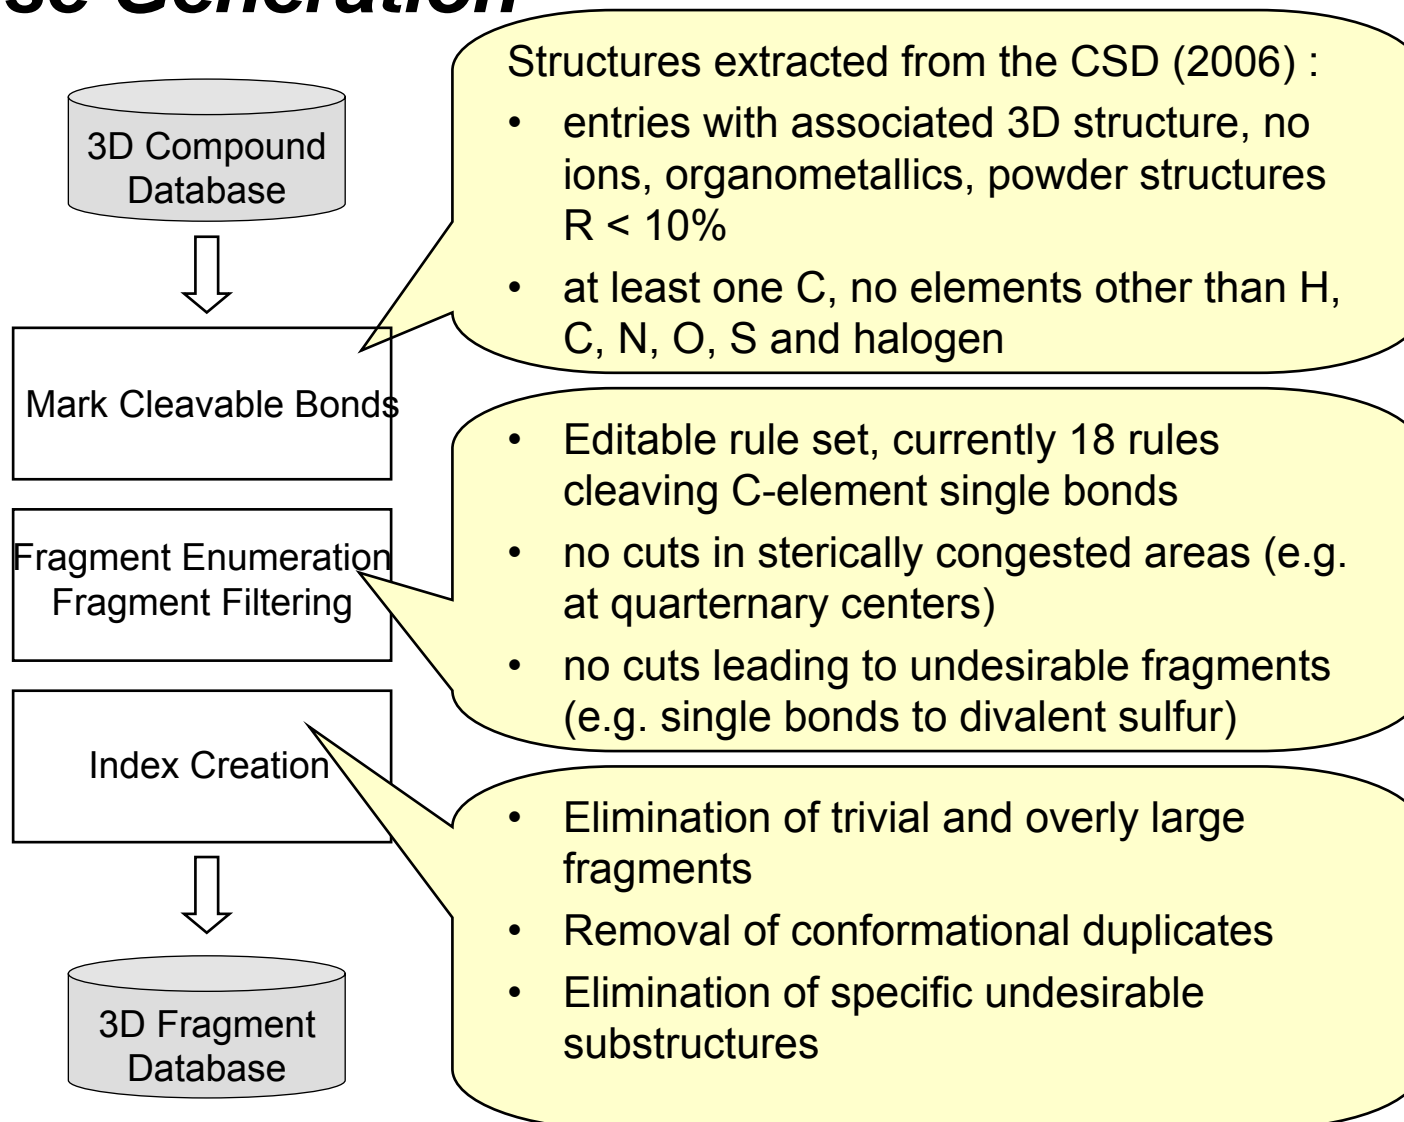 se Generation
3D Compound
Database
Mark Cleavable Bonds
Fragment Enumeration
Fragment Filtering
Index Creation
3D Fragment
Database
Structures extracted from the CSD (2006) :
• entries with associated 3D structure, no
ions, organometallics, powder structures
R < 10%
• at least one C, no elements other than H,
C, N, O, S and halogen
• Editable rule set, currently 18 rules
cleaving C-element single bonds
• no cuts in sterically congested areas (e.g.
at quarternary centers)
• no cuts leading to undesirable fragments
(e.g. single bonds to divalent sulfur)
• Elimination of trivial and overly large
fragments
• Removal of conformational duplicates
• Elimination of specific undesirable
substructures